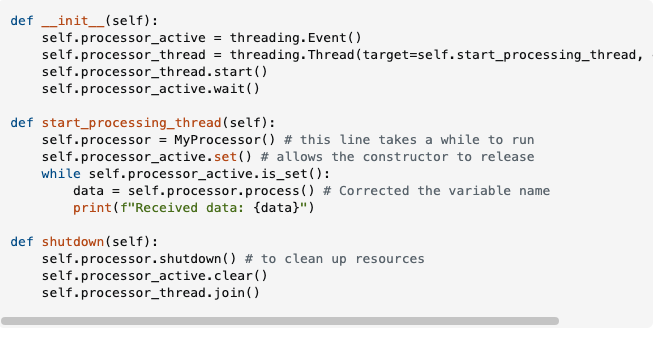 def __init__(self):
    self.processor_active = threading.Event()
    self.processor_thread = threading.Thread(target=self.start_processing_thread,
    self.processor_thread.start()
    self.processor_active.wait()

def start_processing_thread(self):
    self.processor = MyProcessor() # this line takes a while to run
    self.processor_active.set() # allows the constructor to release
    while self.processor_active.is_set():
        data = self.processor.process() # Corrected the variable name
        print(f"Received data: {data}")

def shutdown(self):
    self.processor.shutdown() # to clean up resources
    self.processor_active.clear()
    self.processor_thread.join()